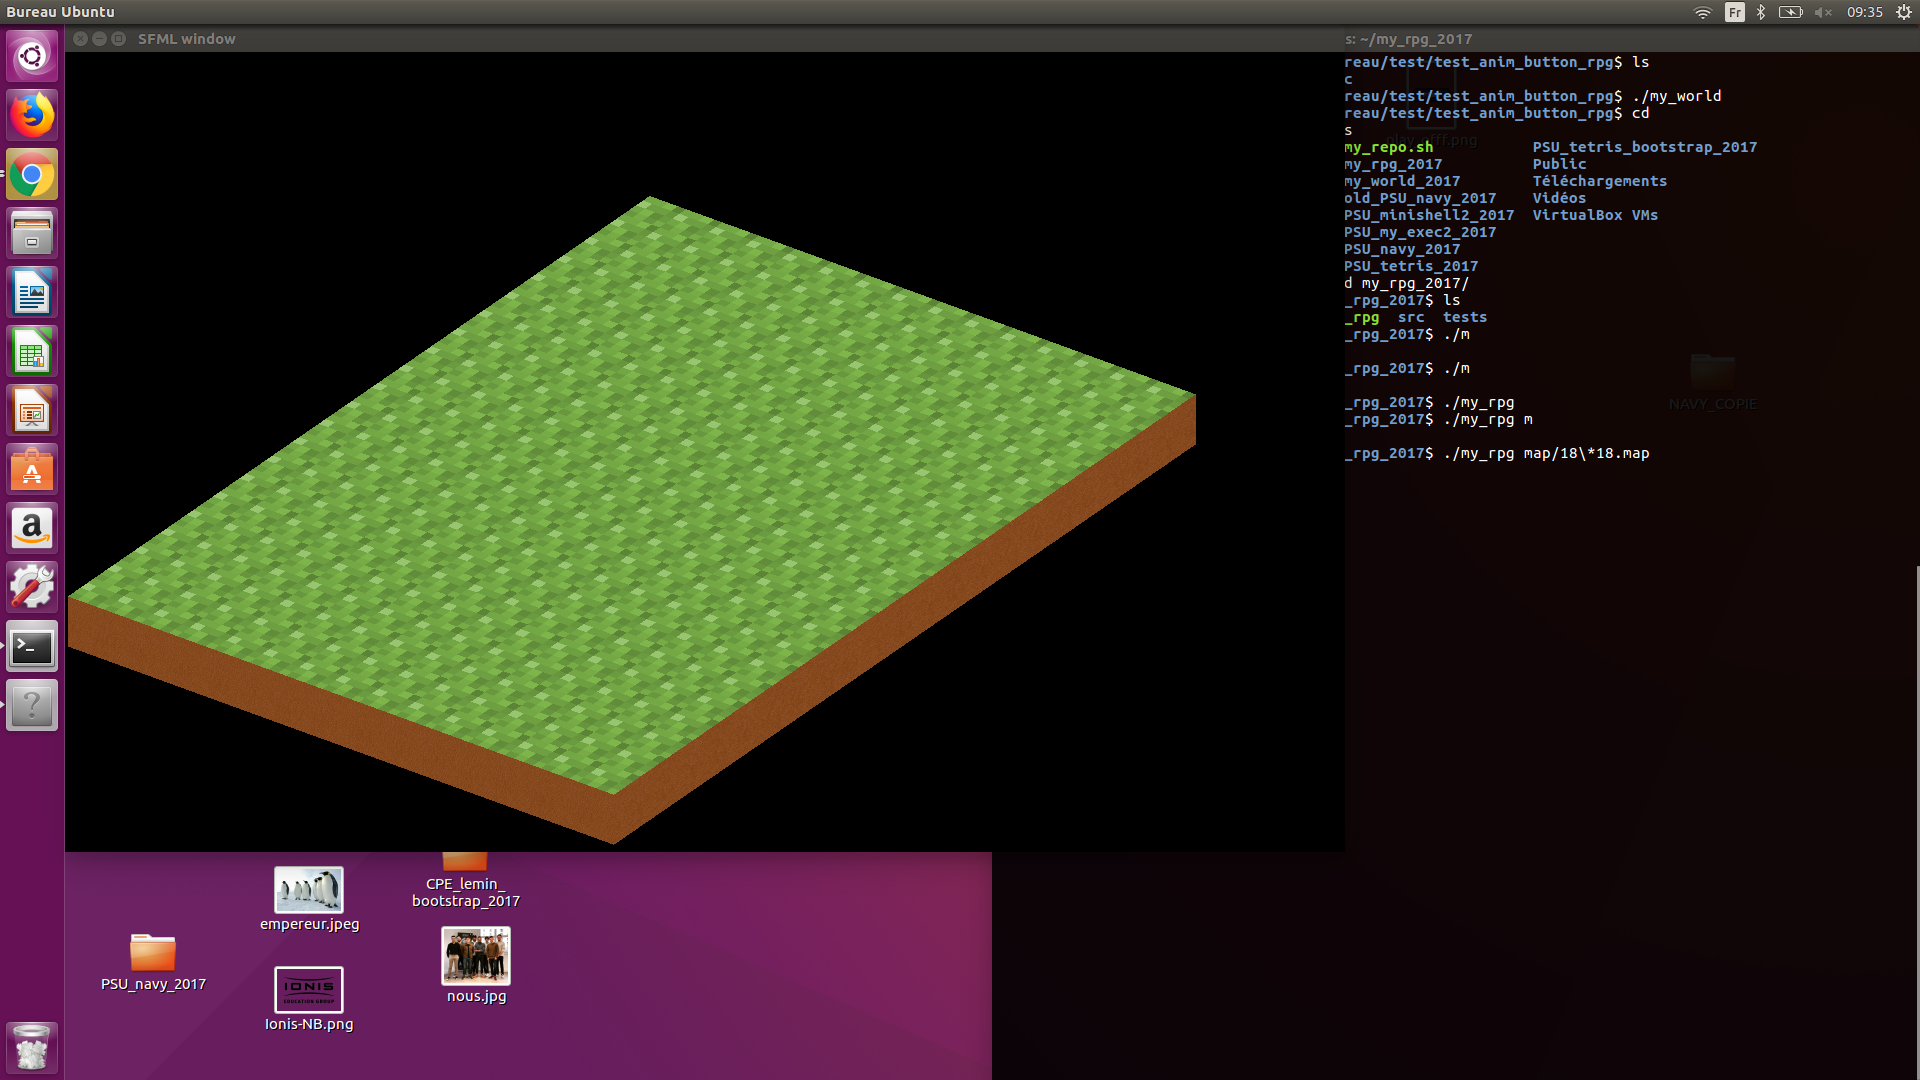 Bureau Ubuntu
Fr
09:35
SFML window
s: ~/my_rpg_2017
reau/test/test_anim_button_rpg$ ls
c
reau/test/test_anim_button_rpg$ ./my_world
reau/test/test_anim_button_rpg$ cd
s
my_repo.sh PSU_tetris_bootstrap_2017
my_rpg_2017 Public
my_world_2017 Téléchargements
old_PSU_navy_2017 Vidéos
PSU_minishell2_2017 VirtualBox VMs
PSU_my_exec2_2017
PSU_navy_2017
PSU_tetris_2017
d my_rpg_2017/
_rpg_2017$ ls
_rpg src tests
_rpg_2017$ ./m
_rpg_2017$ ./m
_rpg_2017$ ./my_rpg
_rpg_2017$ ./my_rpg m
_rpg_2017$ ./my_rpg map/18\*18.map
NAVY_COPIE
CPE_lemin_
bootstrap_2017
empereur.jpeg
PSU_navy_2017
nous.jpg
IONIS
EDUCATION GROUP
Ionis-NB.png